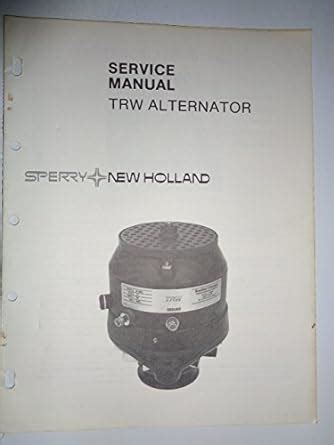 SERVICE
MANUAL
TRW ALTERNATOR
SPERRY NEW HOLLAND